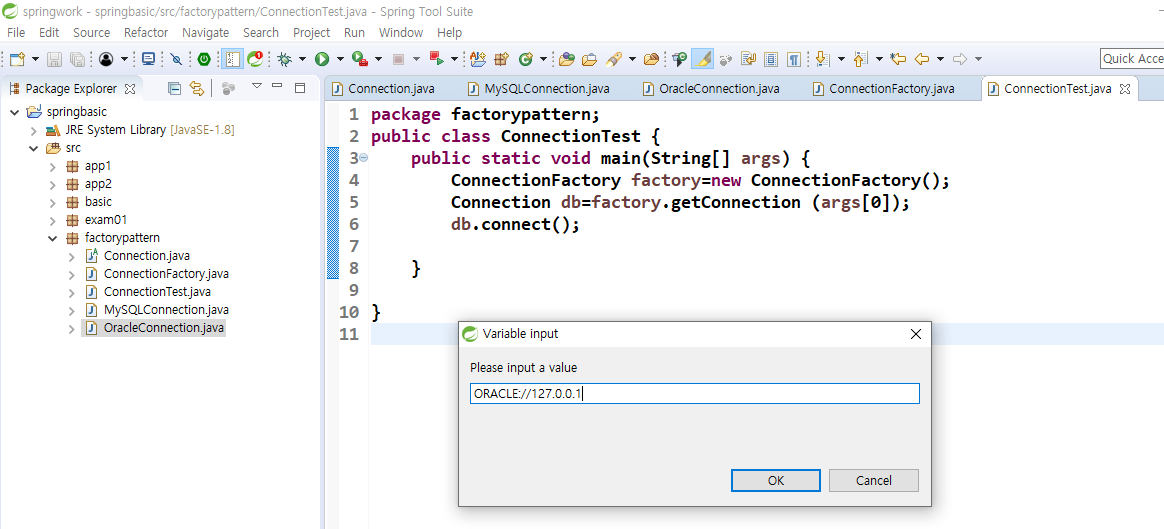 springwork - springbasic/src/factorypattern/ConnectionTest.java - Spring Tool Suite
File Edit Source Refactor Navigate Search Project Run Window Help
Quick Acce
Package Explorer
Connection.java MySQLConnection.java OracleConnection.java ConnectionFactory.java ConnectionTest.java
springbasic
JRE System Library [JavaSE-1.8]
src
app1
app2
basic
exam01
factorypattern
Connection.java
ConnectionFactory.java
ConnectionTest.java
MySQLConnection.java
OracleConnection.java
1 package factorypattern;
2 public class ConnectionTest {
3 public static void main(String[] args) {
4 ConnectionFactory factory=new ConnectionFactory();
5 Connection db=factory.getConnection (args[0]);
6 db.connect();
7
8 }
9
10 }
11
Variable input
Please input a value
ORACLE://127.0.0.1
OK Cancel